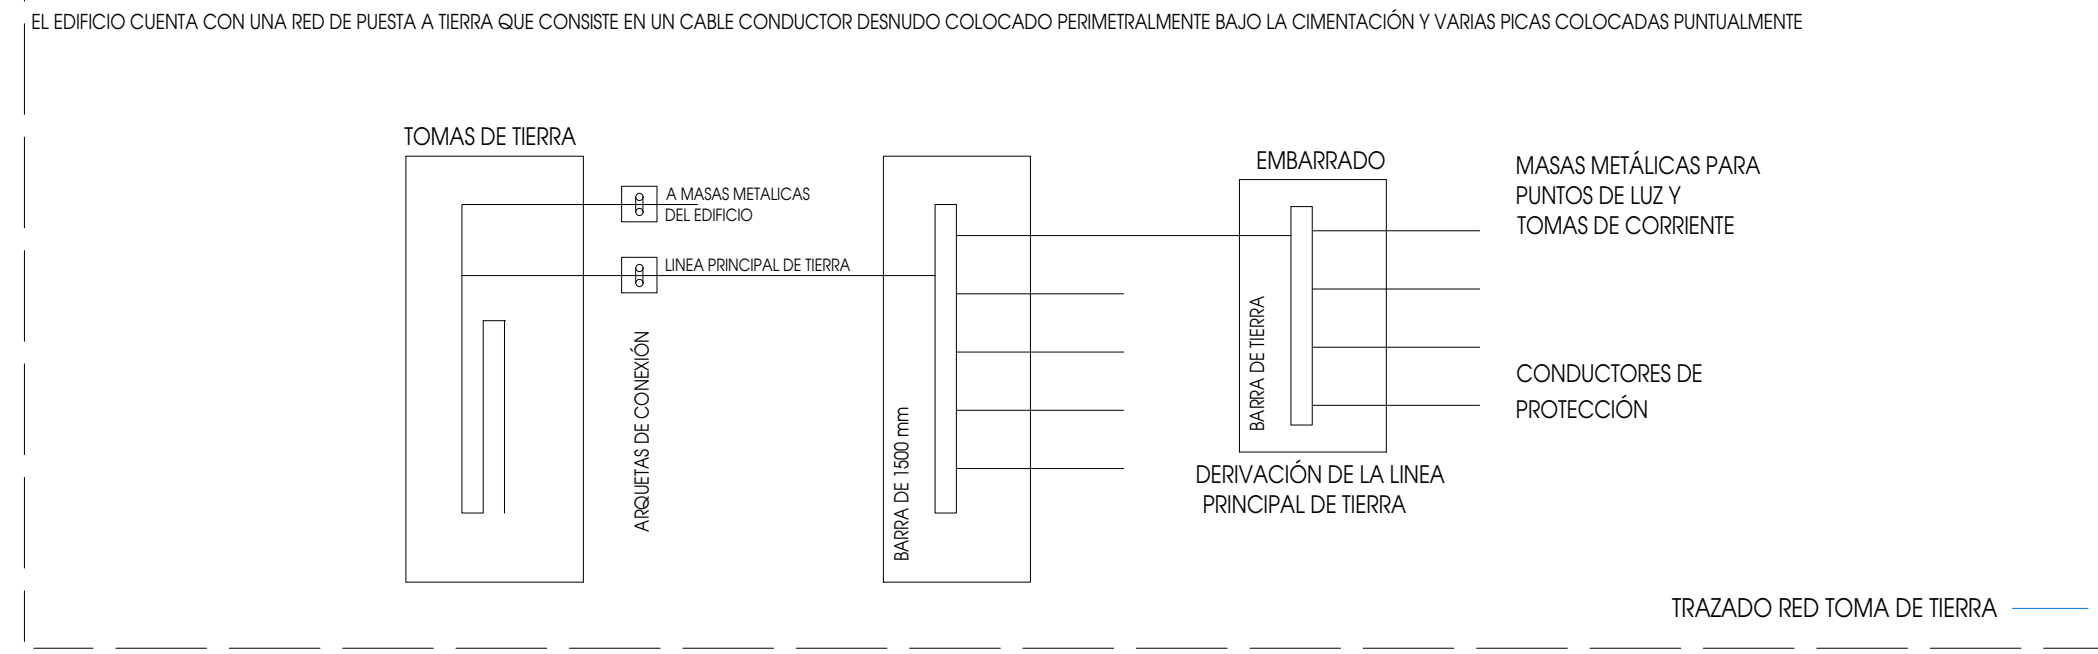 EL EDIFICIO CUENTA CON UNA RED DE PUESTA A TIERRA QUE CONSISTE EN UN CABLE CONDUCTOR DESNUDO COLOCADO PERIMETRALMENTE BAJO LA CIMENTACIÓN Y VARIAS PICAS COLOCADAS PUNTUALMENTE
TOMAS DE TIERRA
A MASAS METALICAS
DEL EDIFICIO
LINEA PRINCIPAL DE TIERRA
ARQUETAS DE CONEXIÓN
BARRA DE 1500 mm
EMBARRADO
BARRA DE TIERRA
DERIVACIÓN DE LA LINEA
PRINCIPAL DE TIERRA
MASAS METÁLICAS PARA
PUNTOS DE LUZ Y
TOMAS DE CORRIENTE
CONDUCTORES DE
PROTECCIÓN
TRAZADO RED TOMA DE TIERRA